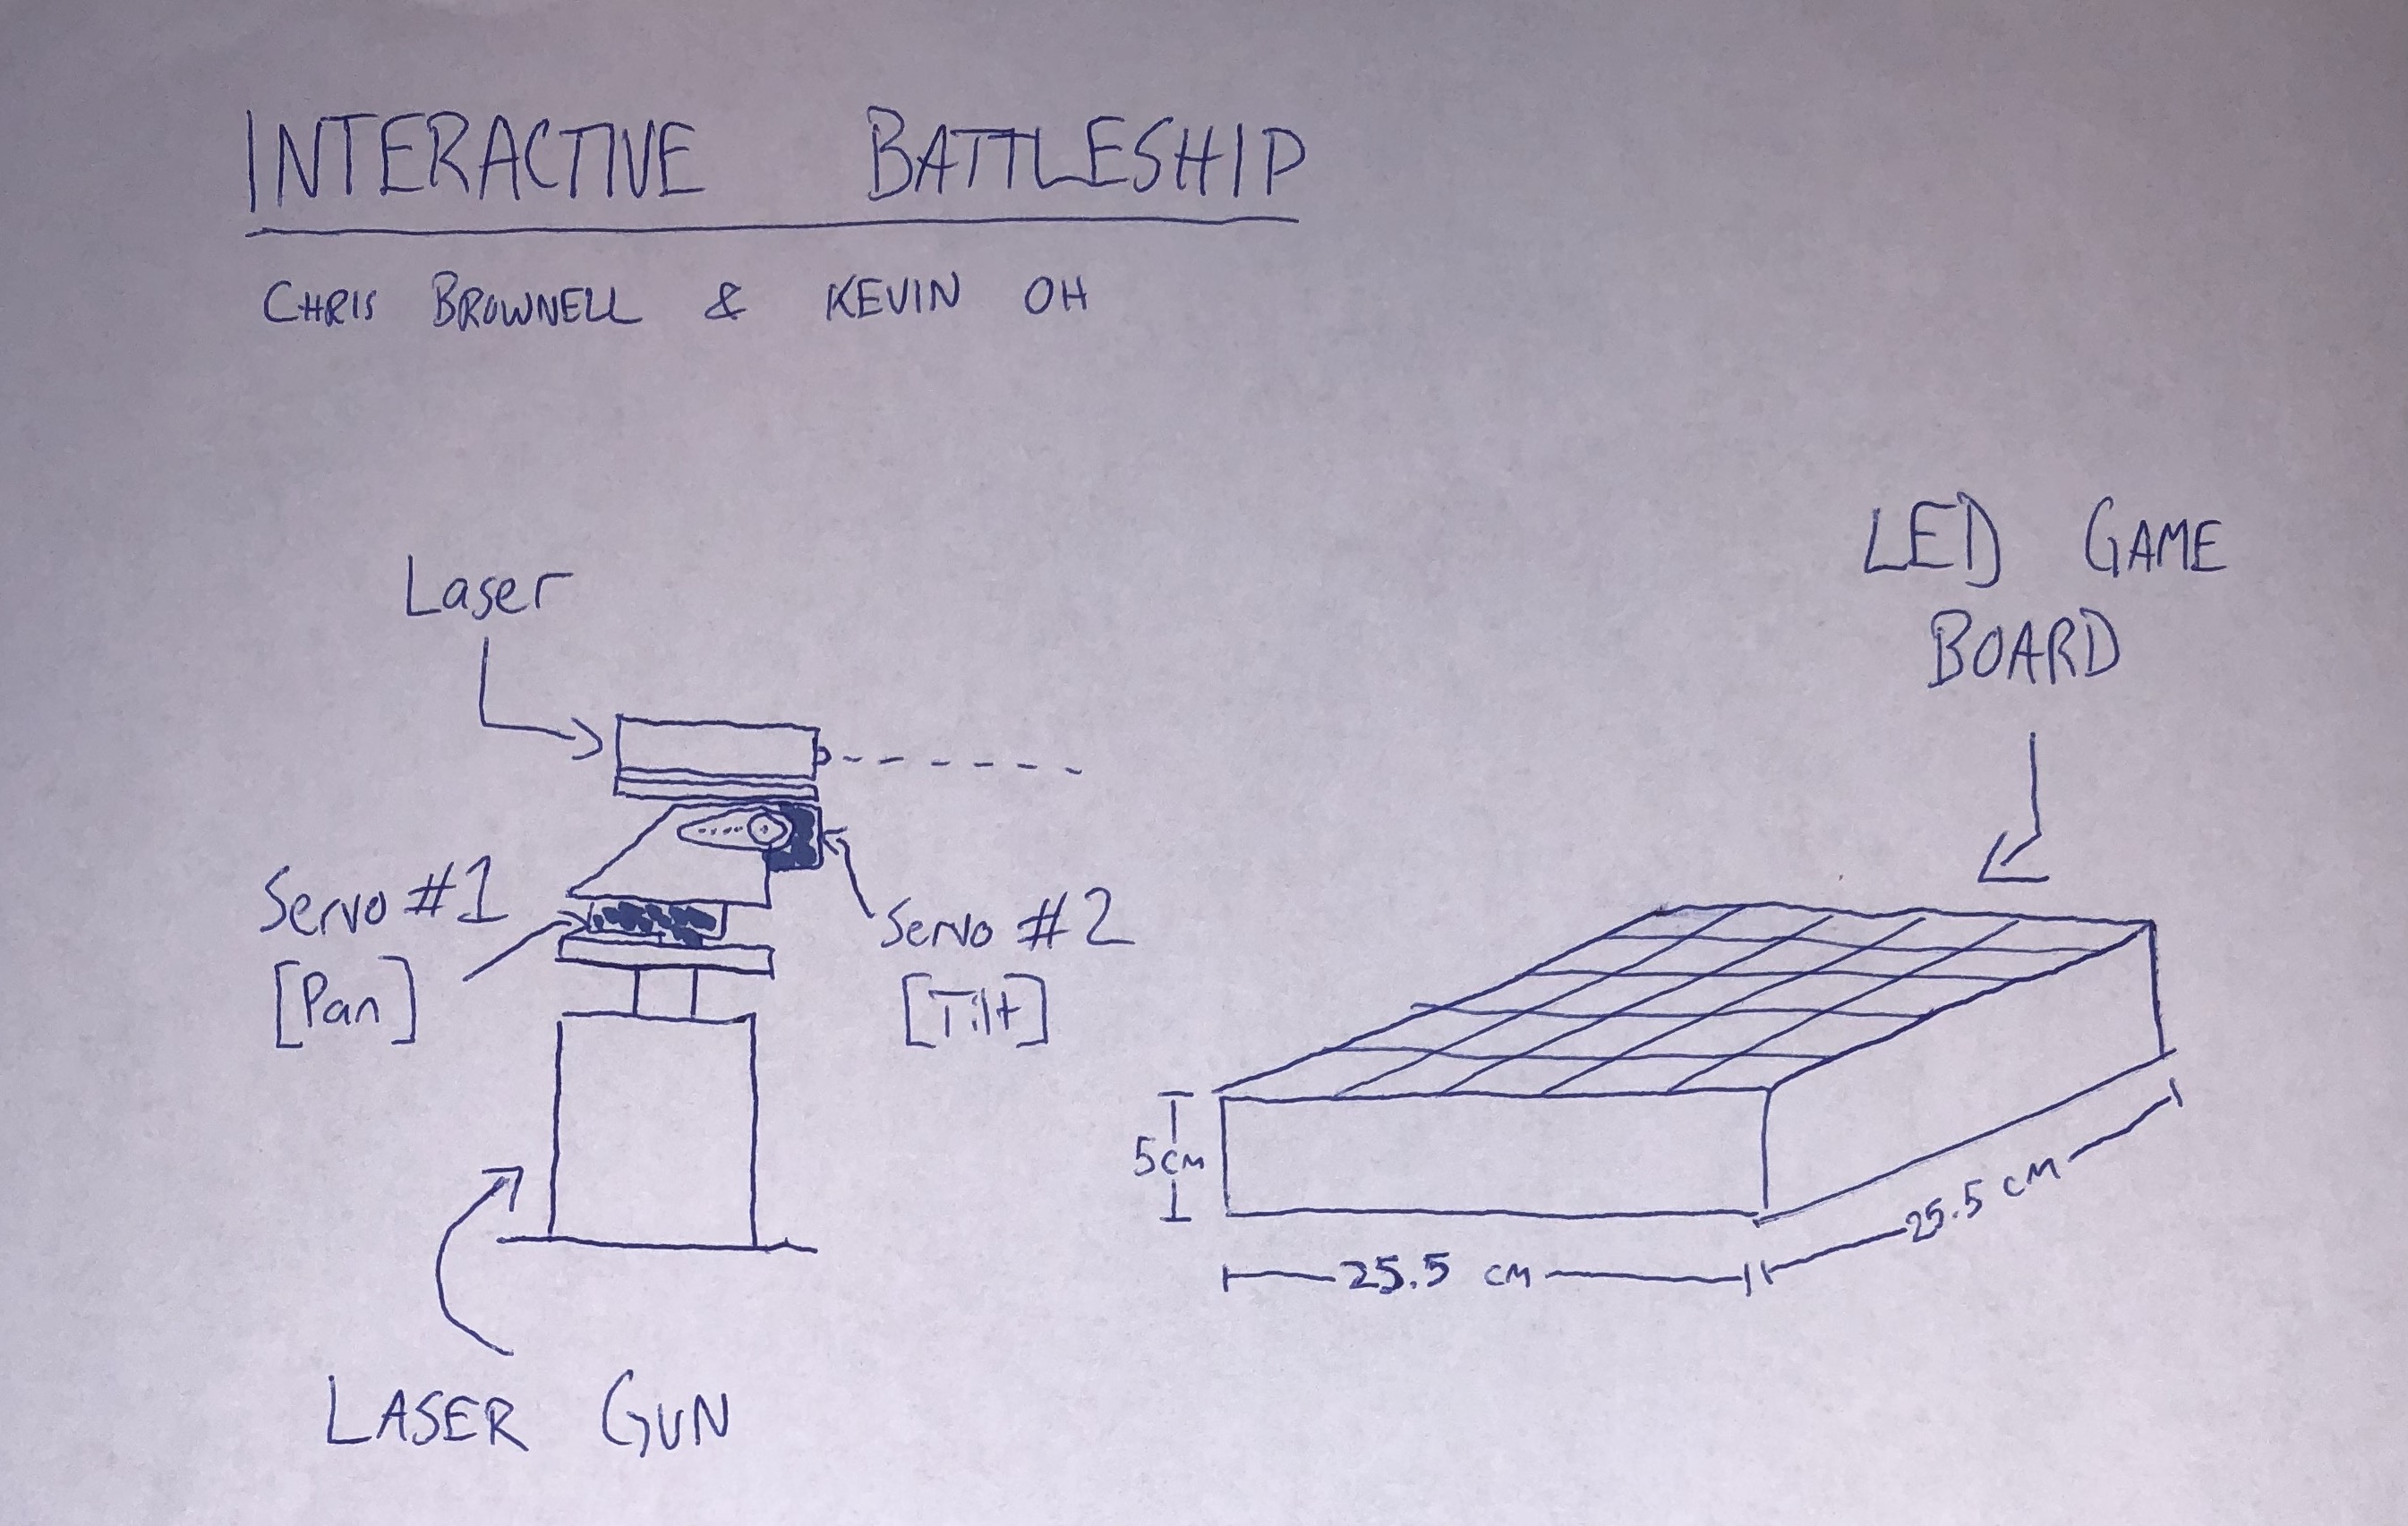 INTERACTIVE BATTLESHIP
CHRIS BROWNELL & KEVIN OH
Laser
LED GAME
BOARD
Servo #1
[Pan]
Servo #2
[Tilt]
5cm
25.5 cm
25.5 cm
LASER GUN